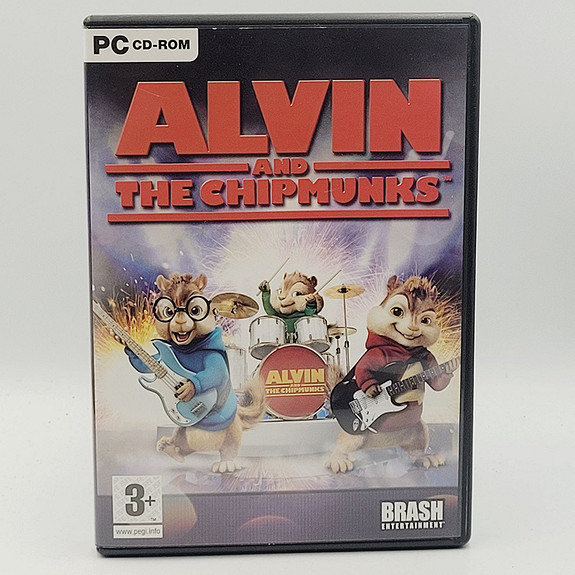 PC CD-ROM
ALVIN
AND
THE CHIPMUNKS™
ALVIN
AND
THE CHIPMUNKS
3+
www.pegi.info
BRASH
ENTERTAINMENT